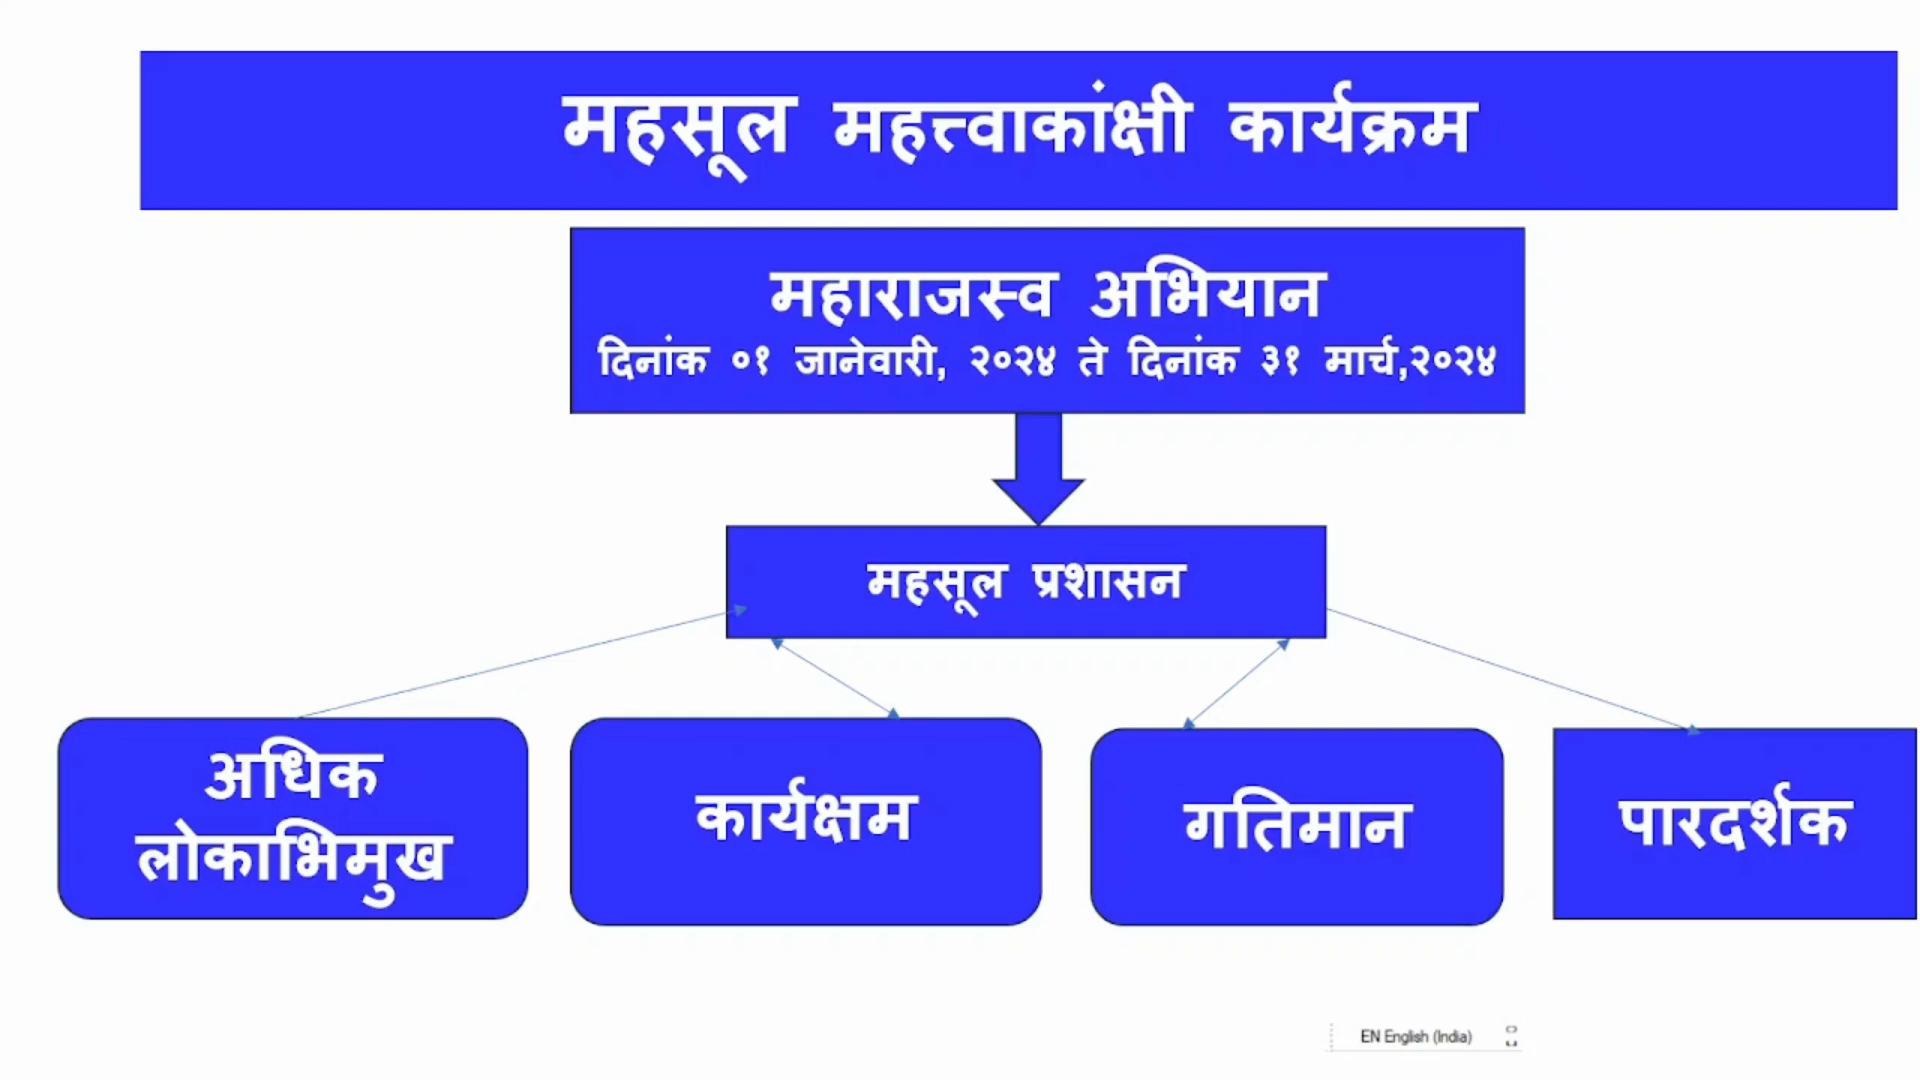 महसूल महत्त्वाकांक्षी कार्यक्रम
महाराजस्व अभियान
दिनांक ०१ जानेवारी, २०२४ ते दिनांक ३१ मार्च,२०२४
महसूल प्रशासन
अधिक
लोकाभिमुख
कार्यक्षम
गतिमान
पारदर्शक
EN English (India)